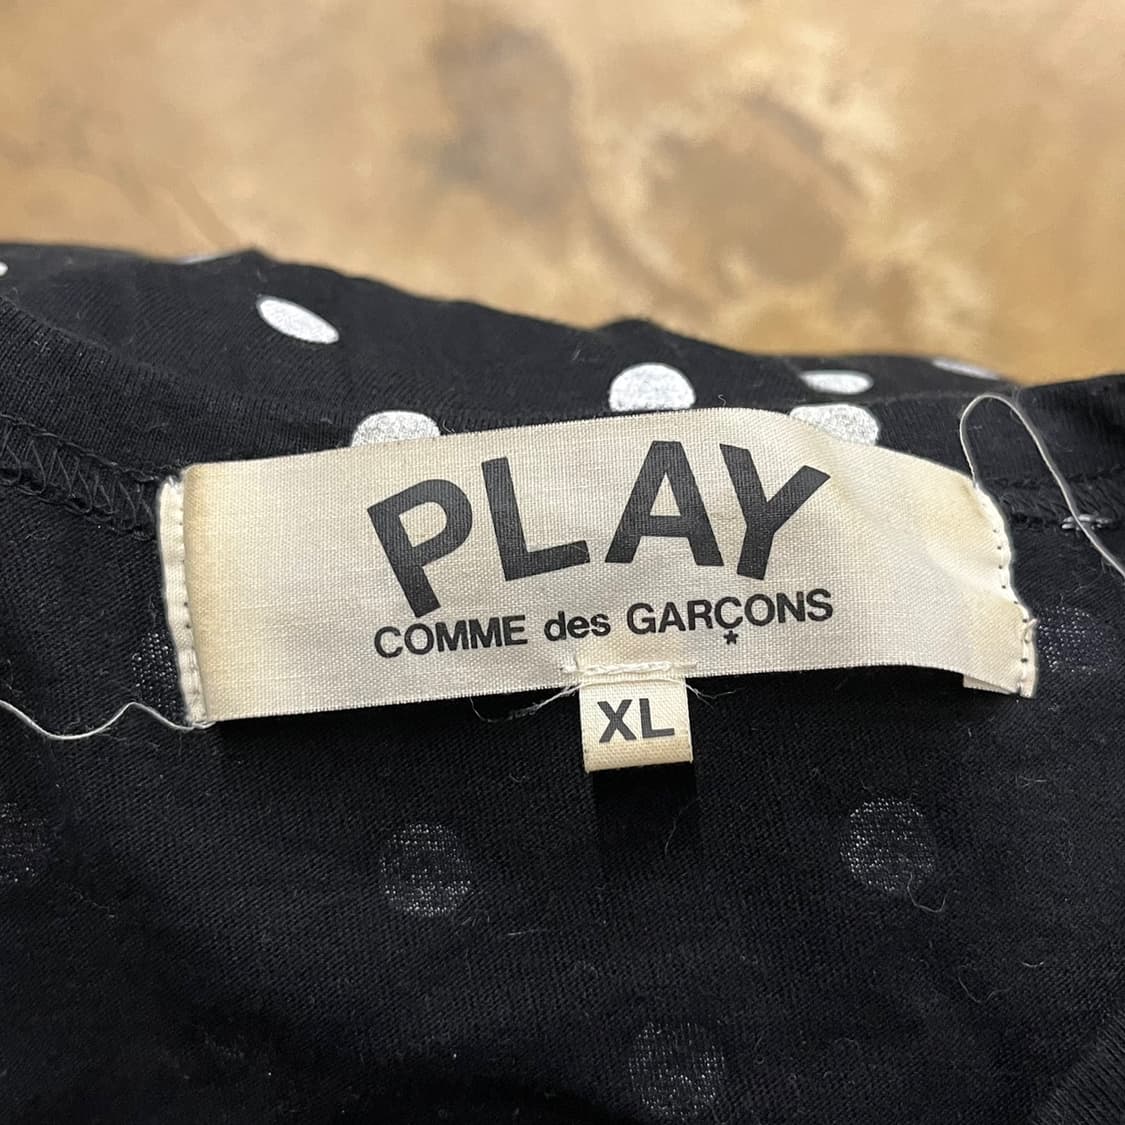 PLAY
COMME des GARÇONS
*
XL